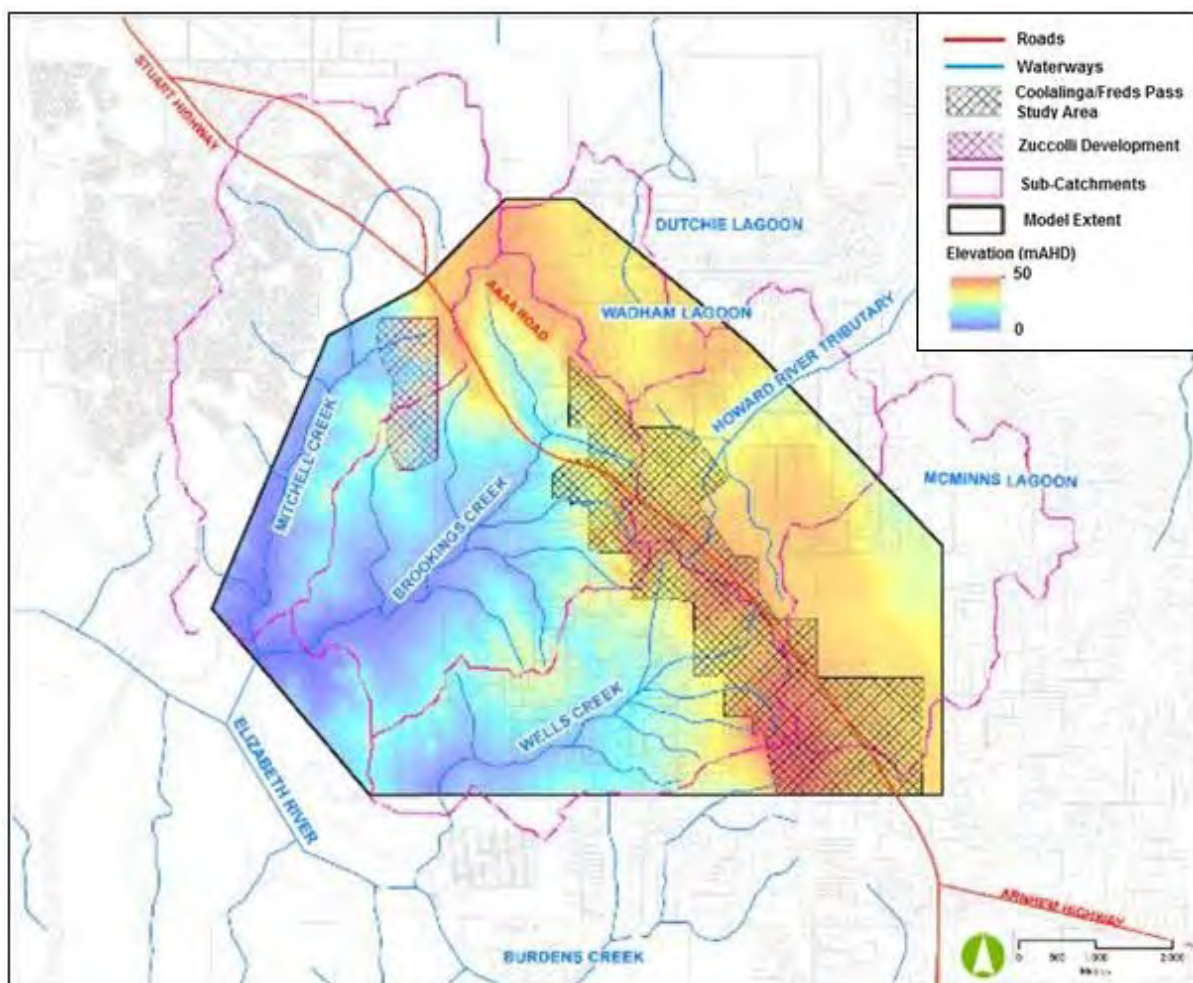 Roads
Waterways
Coolalinga/Freds Pass
Study Area
Zuccolli Development
Sub-Catchments
Model Extent
Elevation (mAHD)
50
0
STUART HIGHWAY
DUTCHIE LAGOON
AAAA ROAD
WADHAM LAGOON
HOWARD RIVER TRIBUTARY
MITCHELL CREEK
MCMINNS LAGOON
BROOKINGS CREEK
WELLS CREEK
ELIZABETH RIVER
ARNHEM HIGHWAY
BURDENS CREEK
0 500 1,000 2,000